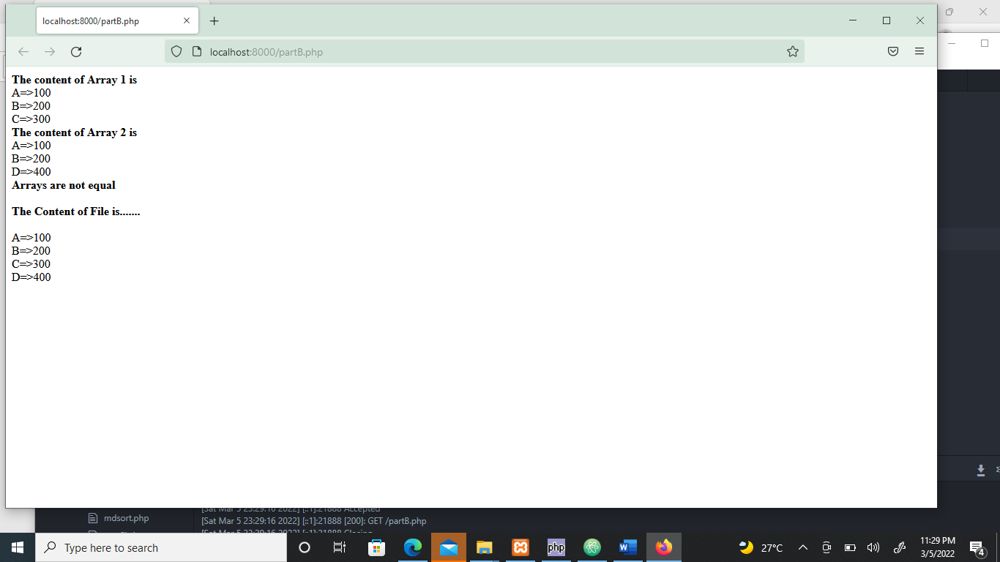 localhost:8000/partB.php
localhost:8000/partB.php
The content of Array 1 is
A=>100
B=>200
C=>300
The content of Array 2 is
A=>100
B=>200
D=>400
Arrays are not equal
The Content of File is.......
A=>100
B=>200
C=>300
D=>400
[Sat Mar 5 23:29:16 2022] [::1]:21888 Accepted
mdsort.php
[Sat Mar 5 23:29:16 2022] [::1]:21888 [200]: GET /partB.php
[Sat Mar 5 23:29:16 2022] [::1]:21888 Closing
Type here to search
php
W
27°C
11:29 PM
3/5/2022
4